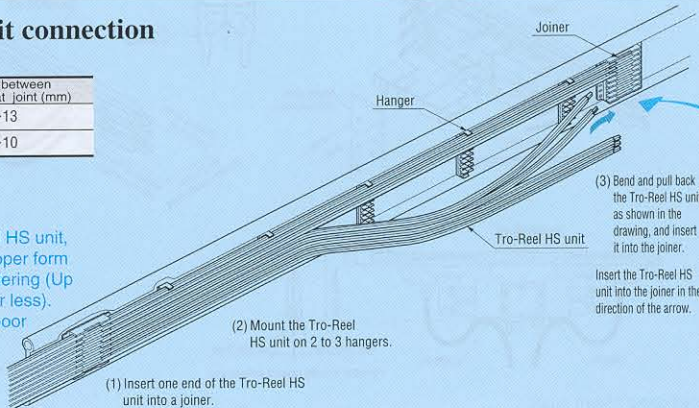 it connection
between
at joint (mm)
-13
-10
HS unit,
oper form
ering (Up
r less).
oor
Joiner
Hanger
Tro-Reel HS unit
(3) Bend and pull back
the Tro-Reel HS unit
as shown in the
drawing, and insert
it into the joiner.
Insert the Tro-Reel HS
unit into the joiner in the
direction of the arrow.
(2) Mount the Tro-Reel
HS unit on 2 to 3 hangers.
(1) Insert one end of the Tro-Reel HS
unit into a joiner.